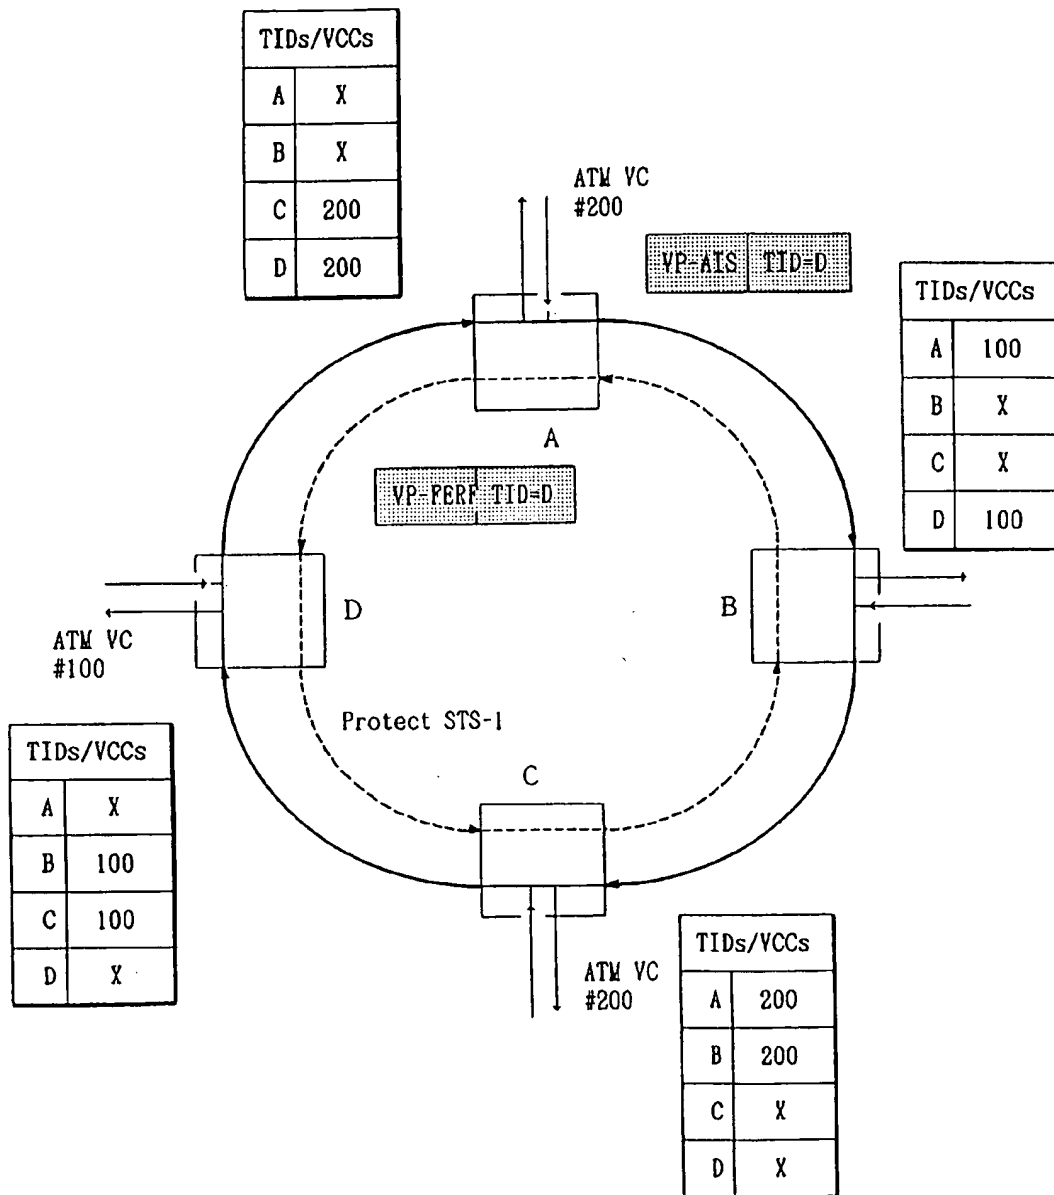 TIDs/VCCs
A X
B X
C 200
D 200
ATM VC
#200
VP-AIS TID=D
TIDs/VCCs
A 100
B X
C X
D 100
A
VP-FERF TID=D
D
B
ATM VC
#100
Protect STS-1
C
TIDs/VCCs
A X
B 100
C 100
D X
ATM VC
#200
TIDs/VCCs
A 200
B 200
C X
D X